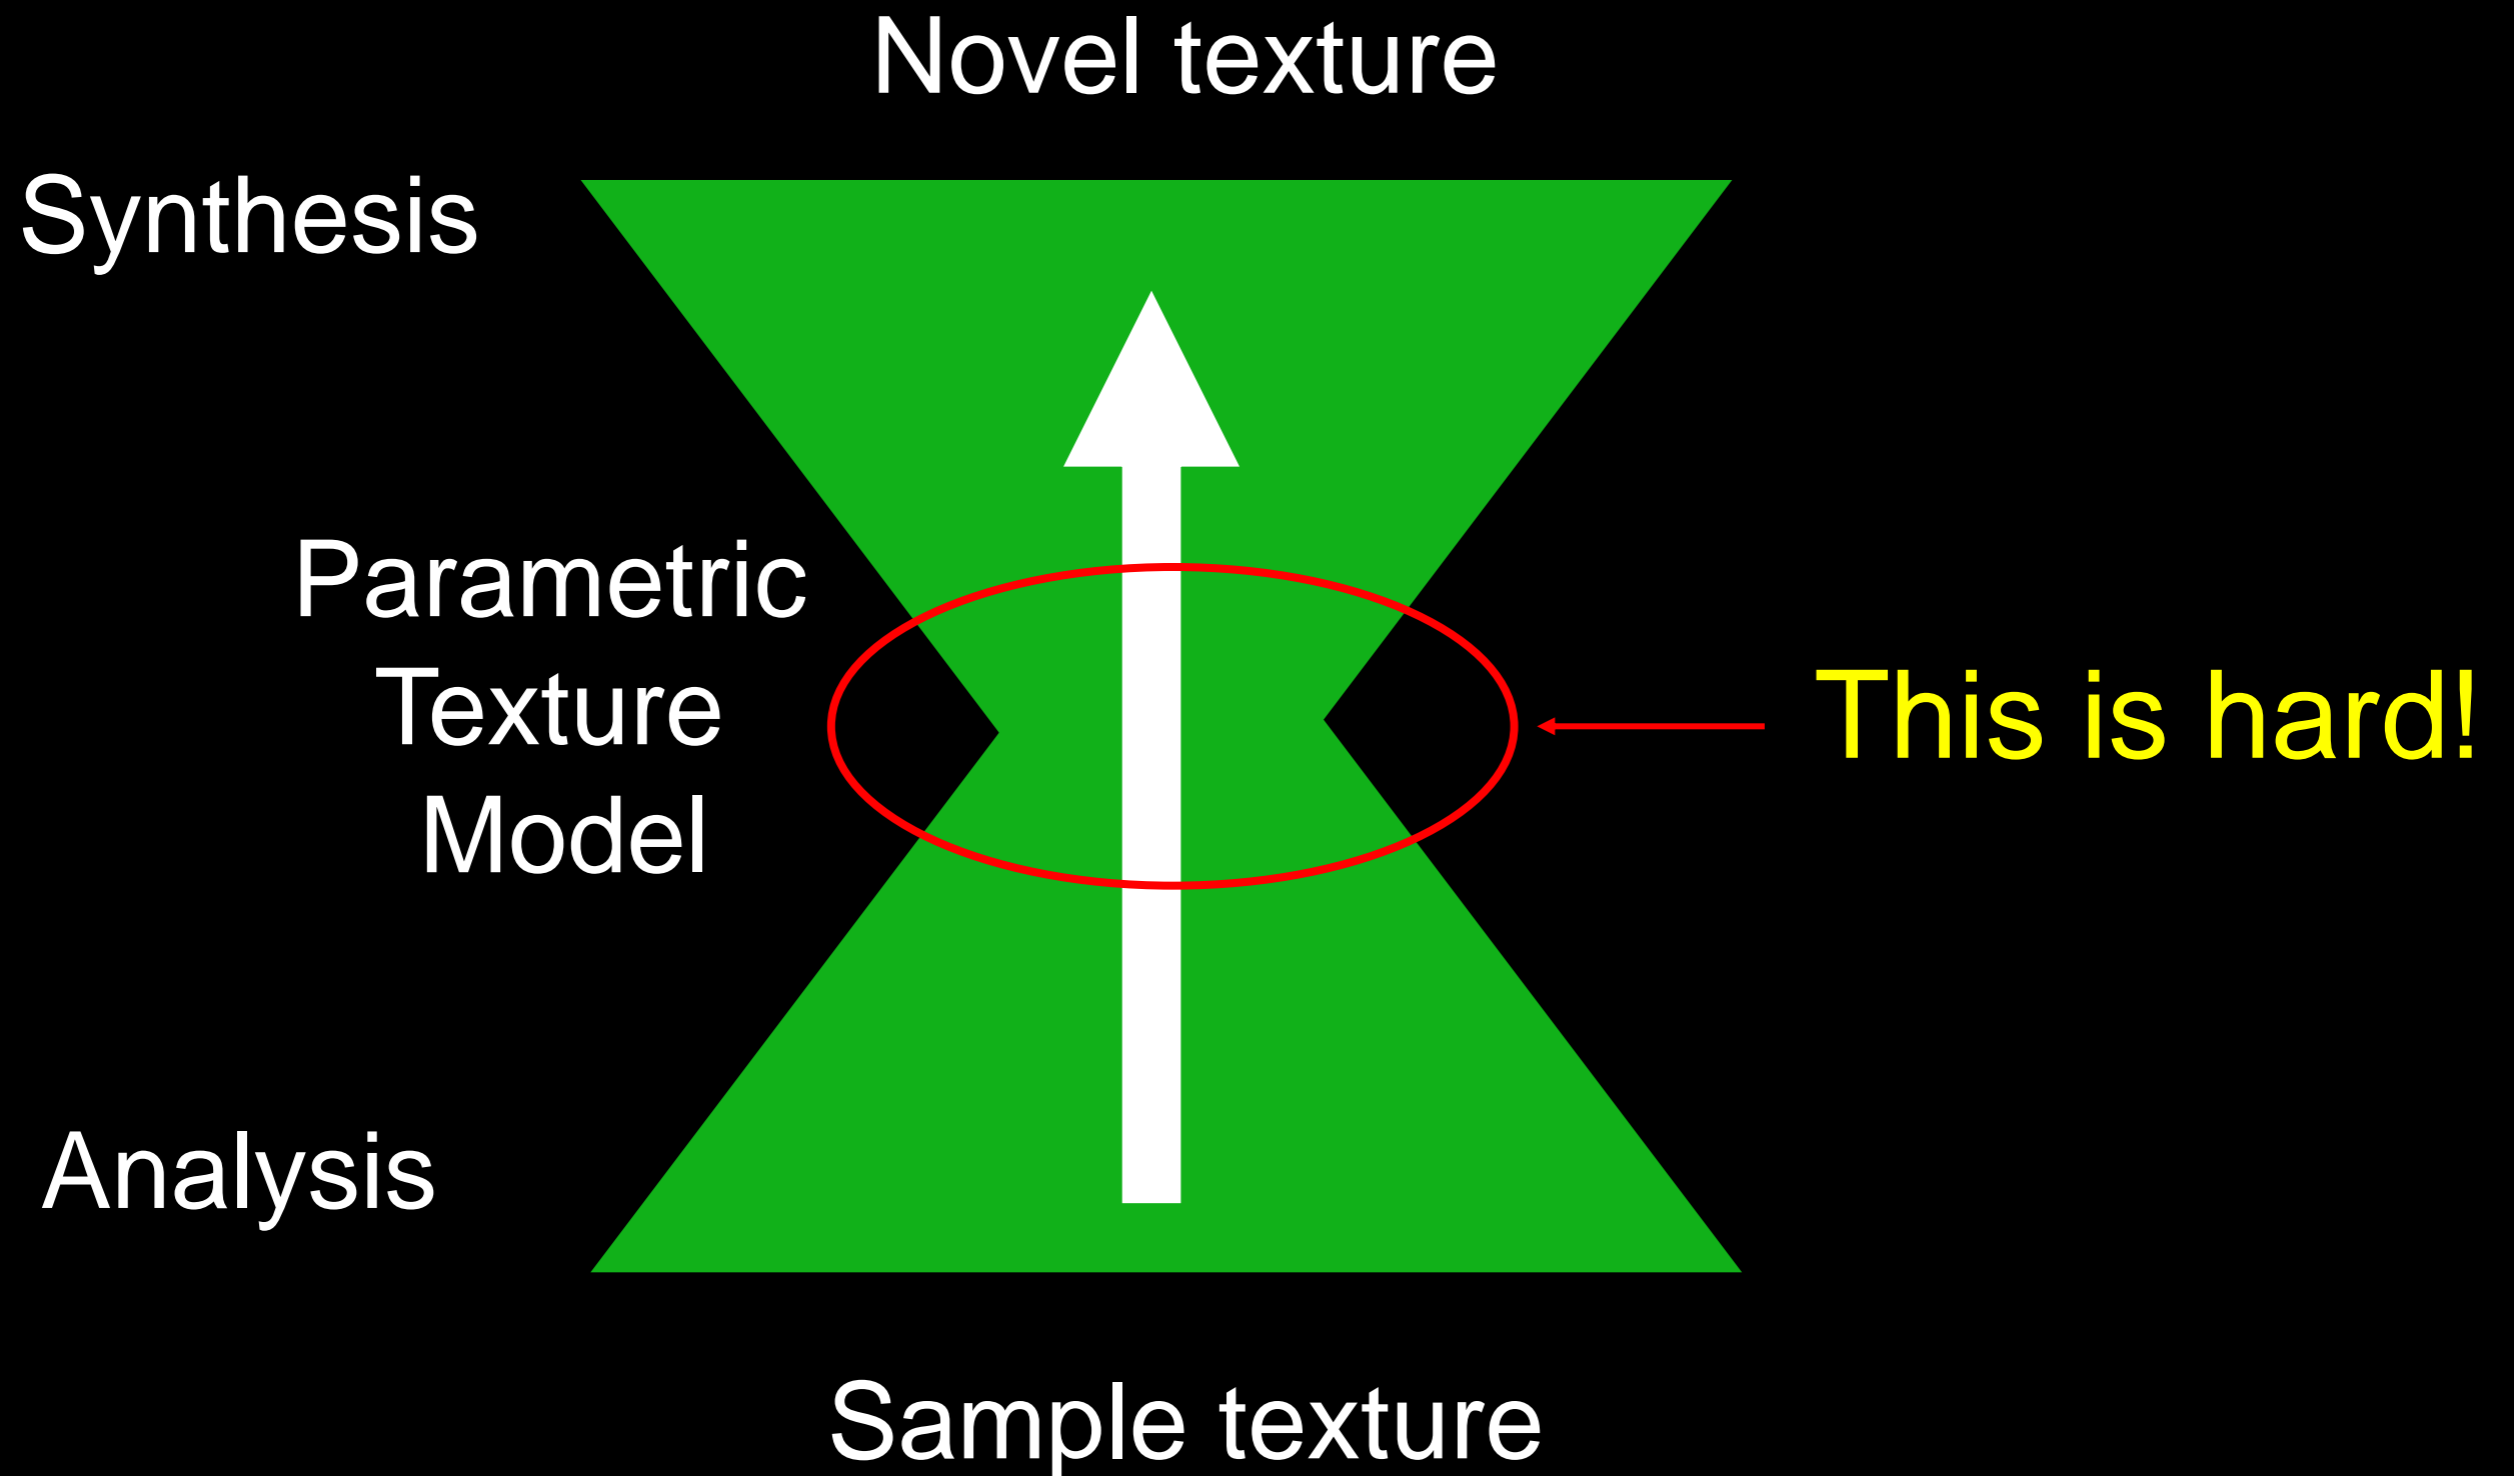 Novel texture
Synthesis
Parametric
Texture
Model
This is hard!
Analysis
Sample texture